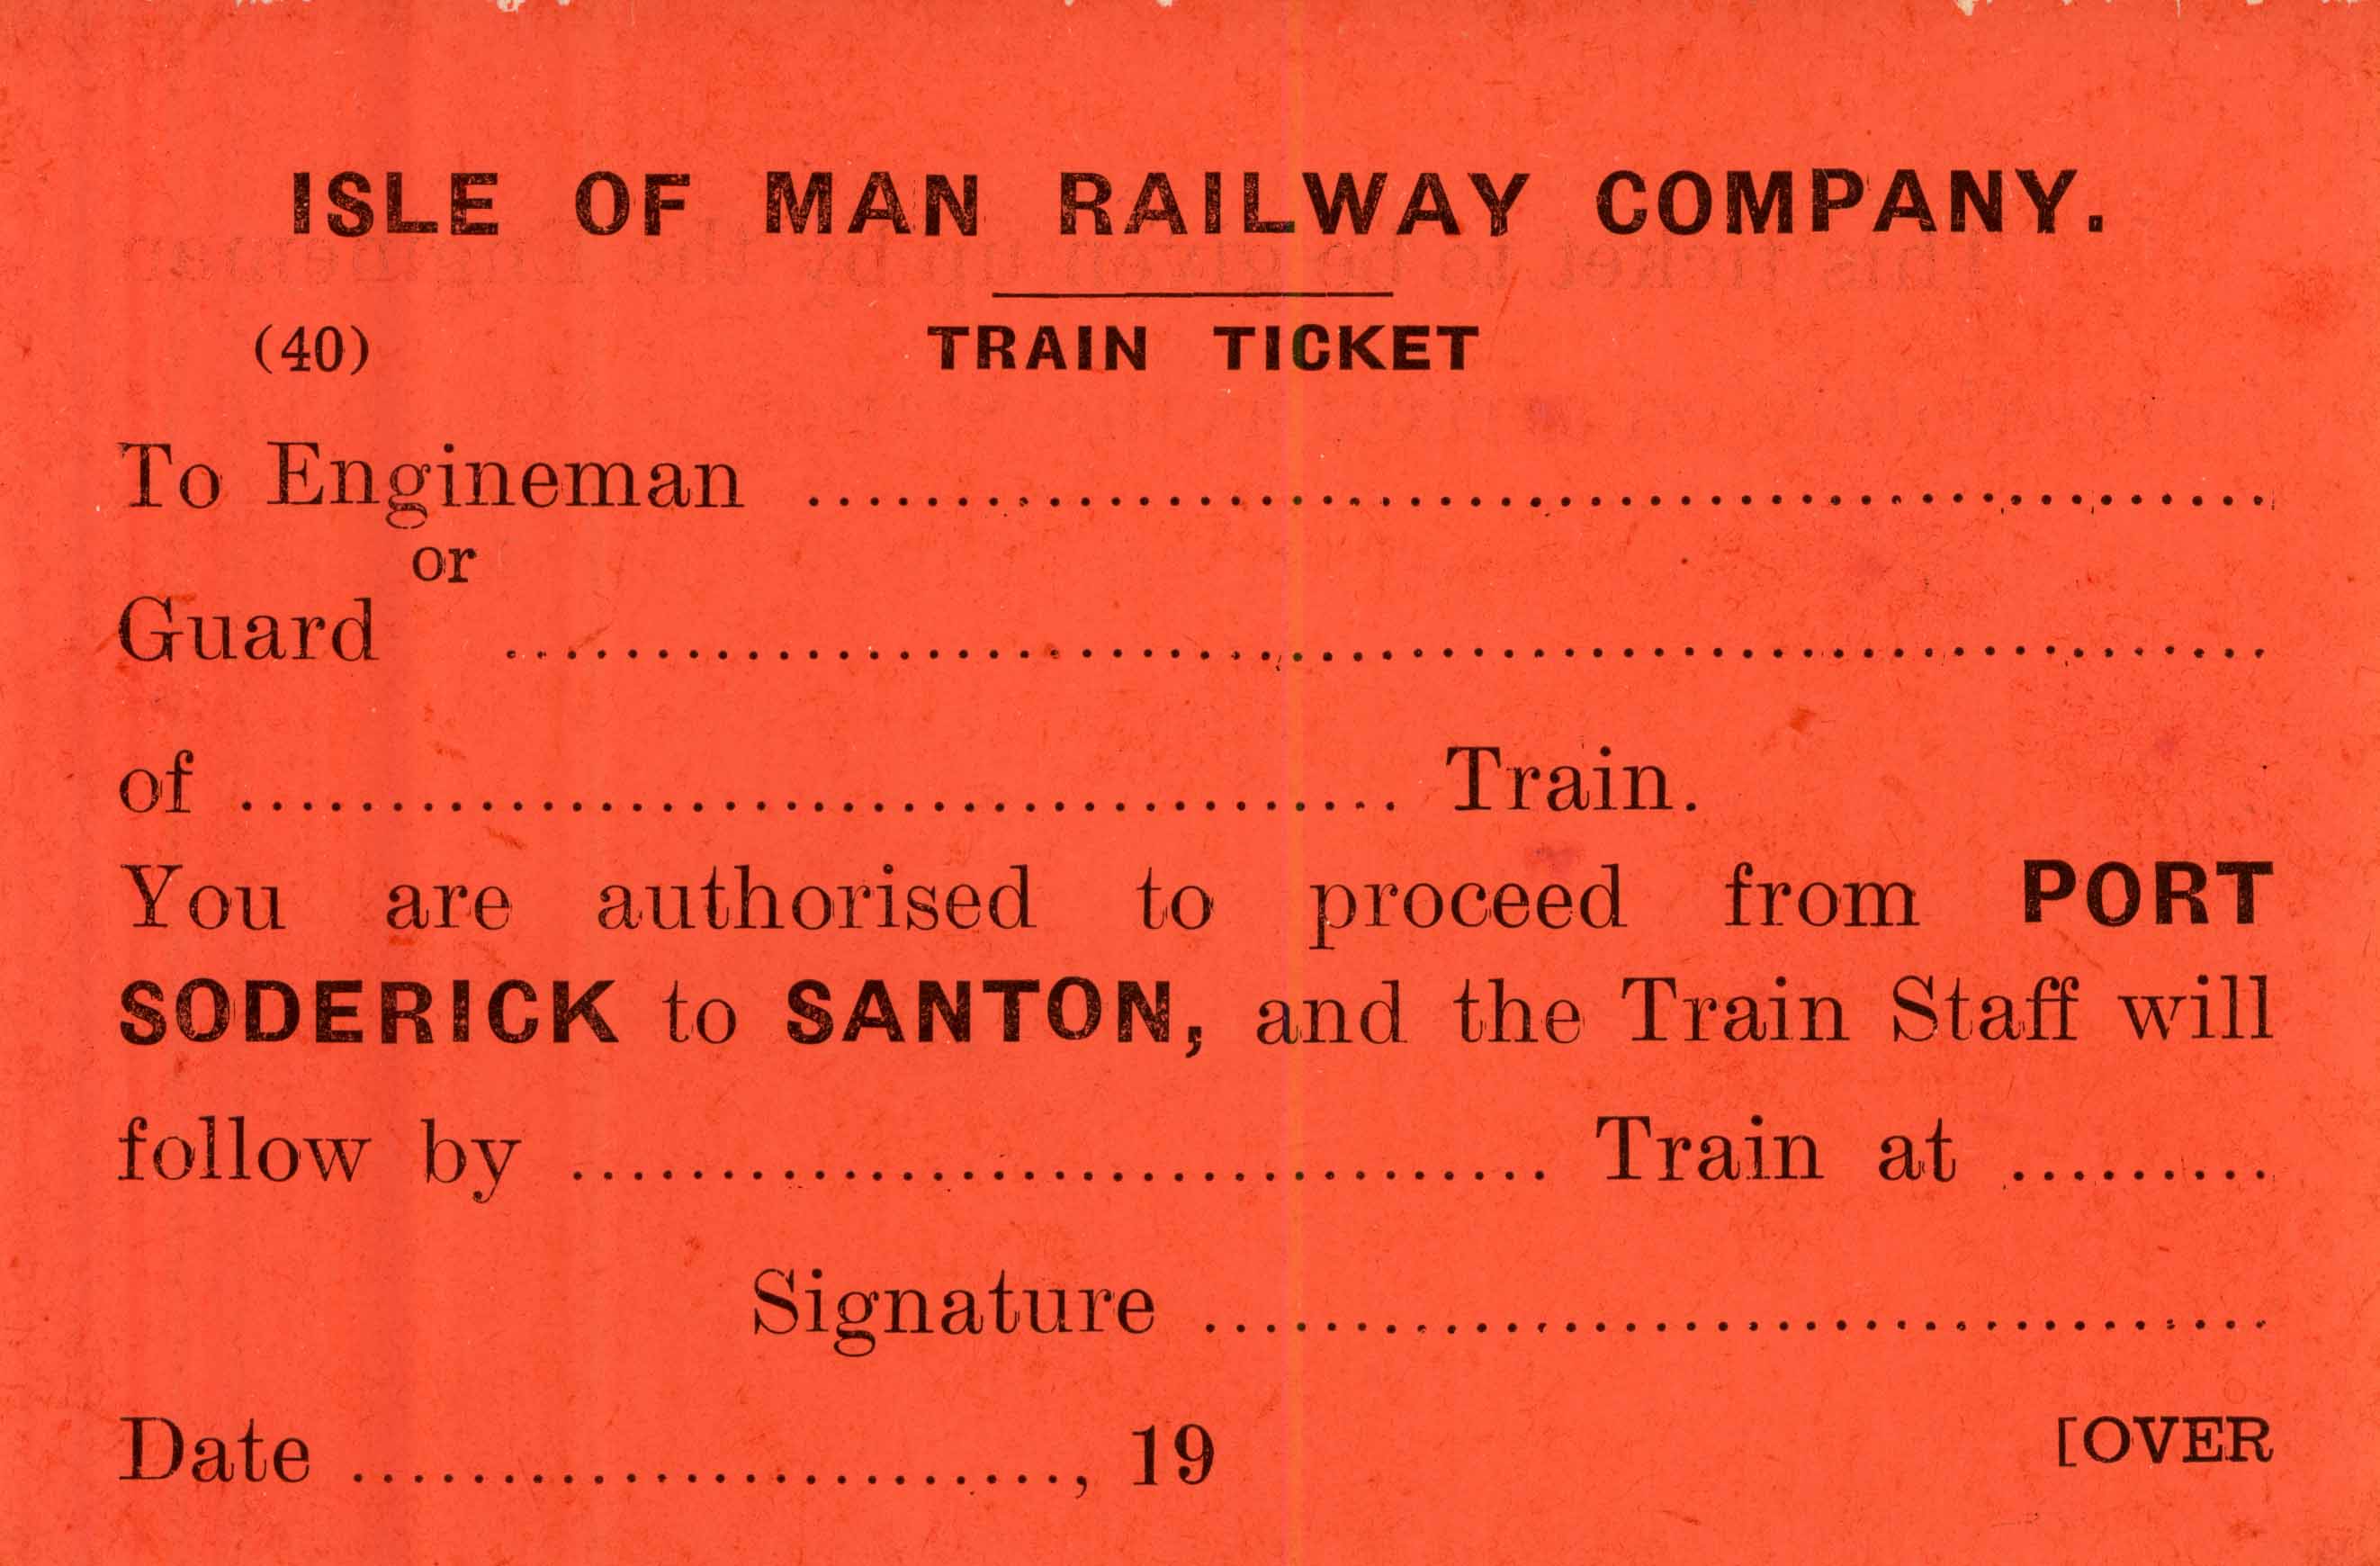 ISLE OF MAN RAILWAY COMPANY.
(40) TRAIN TICKET
To Engineman ................................................
or
Guard ................................................
of ................................................ Train.
You are authorised to proceed from PORT
SODERICK to SANTON, and the Train Staff will
follow by ................................. Train at .........
Signature ....................................
Date ........................, 19
[OVER